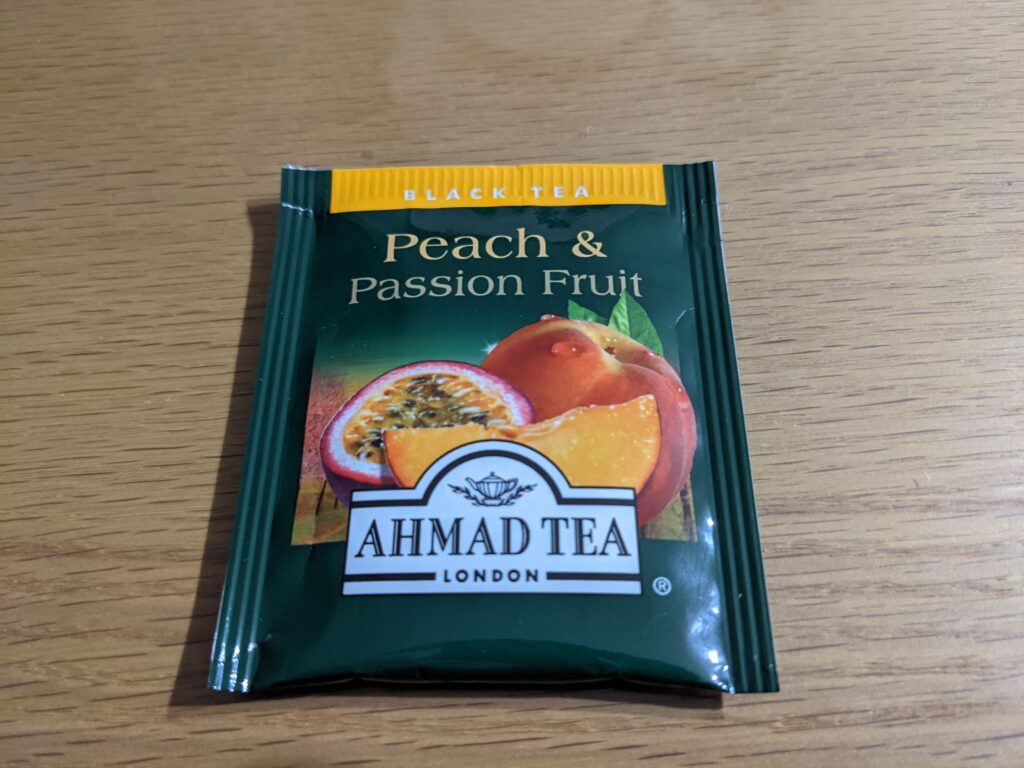 BLACK TEA
Peach &
Passion Fruit
AHMAD TEA
LONDON
®